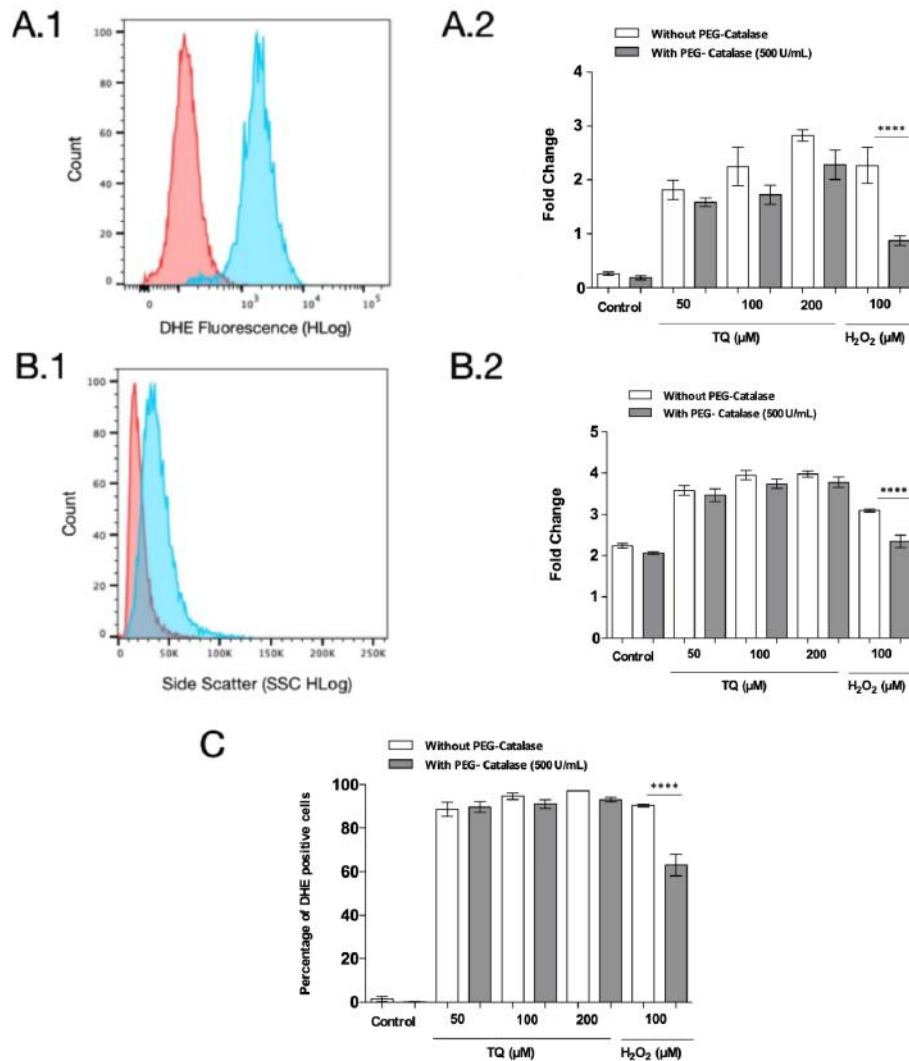 A.1
100
80
60
40
20
0
Count
0 10³ 10⁴ 10⁵
DHE Fluorescence (HLog)
A.2
Without PEG-Catalase
With PEG- Catalase (500 U/mL)
4
3
2
1
0
Fold Change
****
Control 50 100 200 100
TQ (µM) H₂O₂ (µM)
B.1
100
80
60
40
20
0
Count
0 50K 100K 150K 200K 250K
Side Scatter (SSC HLog)
B.2
Without PEG-Catalase
With PEG- Catalase (500 U/mL)
5
4
3
2
1
0
Fold Change
****
Control 50 100 200 100
TQ (µM) H₂O₂ (µM)
C
Without PEG-Catalase
With PEG- Catalase (500 U/mL)
100
80
60
40
20
0
Percentage of DHE positive cells
****
Control 50 100 200 100
TQ (µM) H₂O₂ (µM)